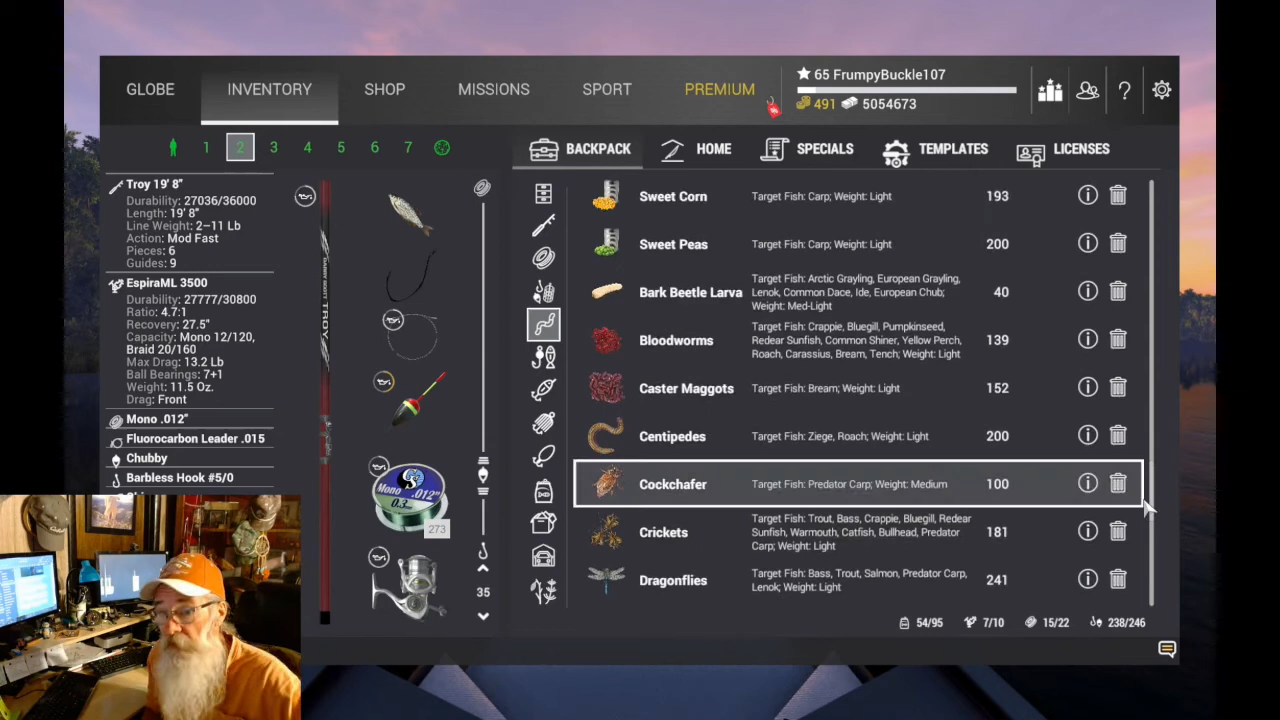 GLOBE
INVENTORY
SHOP
MISSIONS
SPORT
PREMIUM
65 FrumpyBuckle107
491 5054673
1 2 3 4 5 6 7
BACKPACK
HOME
SPECIALS
TEMPLATES
LICENSES
Troy 19' 8"
Durability: 27036/36000
Length: 19' 8"
Line Weight: 2–11 Lb
Action: Mod Fast
Pieces: 6
Guides: 9
EspiraML 3500
Durability: 27777/30800
Ratio: 4.7:1
Recovery: 27.5"
Capacity: Mono 12/120,
Braid 20/160
Max Drag: 13.2 Lb
Ball Bearings: 7+1
Weight: 11.5 Oz.
Drag: Front
Mono .012"
Fluorocarbon Leader .015
Chubby
Barbless Hook #5/0
TROY
Mono .012"
0.3
273
35
Sweet Corn
Target Fish: Carp; Weight: Light
193
Sweet Peas
Target Fish: Carp; Weight: Light
200
Bark Beetle Larva
Target Fish: Arctic Grayling, European Grayling,
Lenok, Common Dace, Ide, European Chub;
Weight: Med-Light
40
Bloodworms
Target Fish: Crappie, Bluegill, Pumpkinseed,
Redear Sunfish, Common Shiner, Yellow Perch,
Roach, Carassius, Bream, Tench; Weight: Light
139
Caster Maggots
Target Fish: Bream; Weight: Light
152
Centipedes
Target Fish: Ziege, Roach; Weight: Light
200
Cockchafer
Target Fish: Predator Carp; Weight: Medium
100
Crickets
Target Fish: Trout, Bass, Crappie, Bluegill, Redear
Sunfish, Warmouth, Catfish, Bullhead, Predator
Carp; Weight: Light
181
Dragonflies
Target Fish: Bass, Trout, Salmon, Predator Carp,
Lenok; Weight: Light
241
54/95
7/10
15/22
238/246